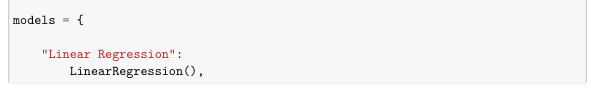 models = {
"Linear Regression":
LinearRegression(),